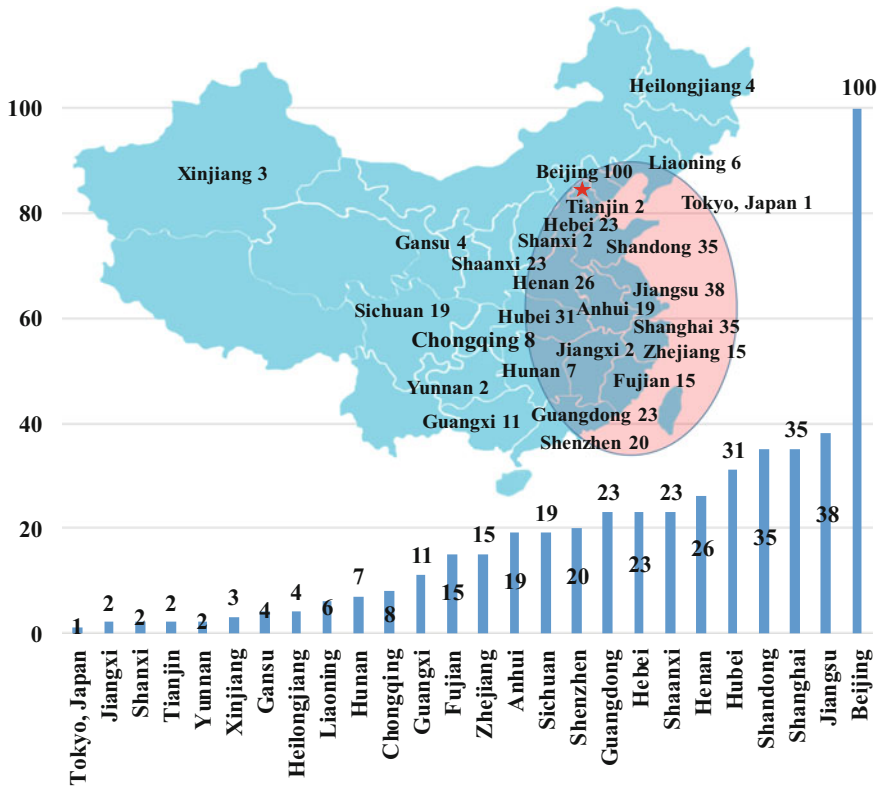 100
80
60
40
20
0
Heilongjiang 4
Xinjiang 3
Liaoning 6
Beijing 100
Tokyo, Japan 1
Tianjin 2
Hebei 23
Shanxi 2
Gansu 4
Shandong 35
Shaanxi 23
Henan 26
Jiangsu 38
Sichuan 19
Anhui 19
Hubei 31
Shanghai 35
Chongqing 8
Jiangxi 2
Zhejiang 15
Hunan 7
Fujian 15
Yunnan 2
Guangxi 11
Guangdong 23
Shenzhen 20
1
2
2
2
2
3
4
4
6
7
8
11
15
15
19
19
20
23
23
23
26
31
35
35
38
100
Tokyo, Japan
Jiangxi
Shanxi
Tianjin
Yunnan
Xinjiang
Gansu
Heilongjiang
Liaoning
Hunan
Chongqing
Guangxi
Fujian
Zhejiang
Anhui
Sichuan
Shenzhen
Guangdong
Hebei
Shaanxi
Henan
Hubei
Shandong
Shanghai
Jiangsu
Beijing